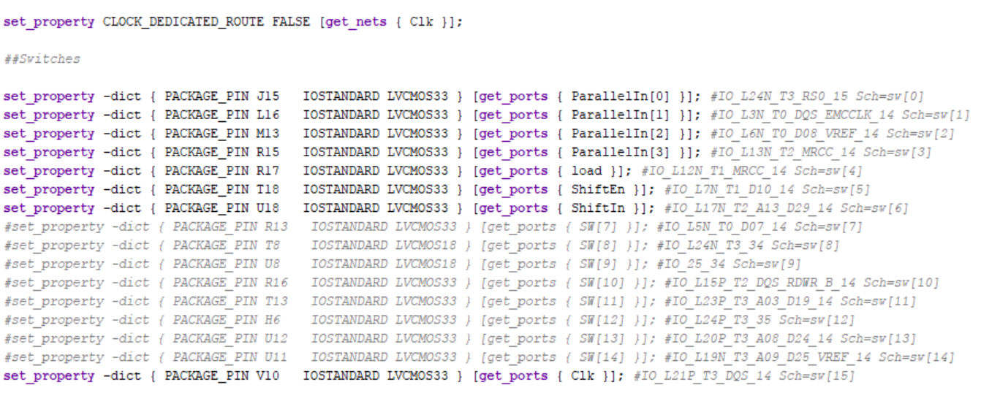 set_property CLOCK_DEDICATED_ROUTE FALSE [get_nets { Clk }];
##Switches
set_property -dict { PACKAGE_PIN J15   IOSTANDARD LVCMOS33 } [get_ports { ParallelIn[0] }]; #IO_L24N_T3_RS0_15 Sch=sw[0]
set_property -dict { PACKAGE_PIN L16   IOSTANDARD LVCMOS33 } [get_ports { ParallelIn[1] }]; #IO_L3N_T0_DQS_EMCCLK_14 Sch=sw[1]
set_property -dict { PACKAGE_PIN M13   IOSTANDARD LVCMOS33 } [get_ports { ParallelIn[2] }]; #IO_L6N_T0_D08_VREF_14 Sch=sw[2]
set_property -dict { PACKAGE_PIN R15   IOSTANDARD LVCMOS33 } [get_ports { ParallelIn[3] }]; #IO_L13N_T2_MRCC_14 Sch=sw[3]
set_property -dict { PACKAGE_PIN R17   IOSTANDARD LVCMOS33 } [get_ports { load }]; #IO_L12N_T1_MRCC_14 Sch=sw[4]
set_property -dict { PACKAGE_PIN T18   IOSTANDARD LVCMOS33 } [get_ports { ShiftEn }]; #IO_L7N_T1_D10_14 Sch=sw[5]
set_property -dict { PACKAGE_PIN U18   IOSTANDARD LVCMOS33 } [get_ports { ShiftIn }]; #IO_L17N_T2_A13_D29_14 Sch=sw[6]
#set_property -dict { PACKAGE_PIN R13   IOSTANDARD LVCMOS33 } [get_ports { SW[7] }]; #IO_L5N_T0_D07_14 Sch=sw[7]
#set_property -dict { PACKAGE_PIN T8    IOSTANDARD LVCMOS18 } [get_ports { SW[8] }]; #IO_L24N_T3_34 Sch=sw[8]
#set_property -dict { PACKAGE_PIN U8    IOSTANDARD LVCMOS18 } [get_ports { SW[9] }]; #IO_25_34 Sch=sw[9]
#set_property -dict { PACKAGE_PIN R16   IOSTANDARD LVCMOS33 } [get_ports { SW[10] }]; #IO_L15P_T2_DQS_RDWR_B_14 Sch=sw[10]
#set_property -dict { PACKAGE_PIN T13   IOSTANDARD LVCMOS33 } [get_ports { SW[11] }]; #IO_L23P_T3_A03_D19_14 Sch=sw[11]
#set_property -dict { PACKAGE_PIN H6    IOSTANDARD LVCMOS33 } [get_ports { SW[12] }]; #IO_L24P_T3_35 Sch=sw[12]
#set_property -dict { PACKAGE_PIN U12   IOSTANDARD LVCMOS33 } [get_ports { SW[13] }]; #IO_L20P_T3_A08_D24_14 Sch=sw[13]
#set_property -dict { PACKAGE_PIN U11   IOSTANDARD LVCMOS33 } [get_ports { SW[14] }]; #IO_L19N_T3_A09_D25_VREF_14 Sch=sw[14]
set_property -dict { PACKAGE_PIN V10   IOSTANDARD LVCMOS33 } [get_ports { Clk }]; #IO_L21P_T3_DQS_14 Sch=sw[15]